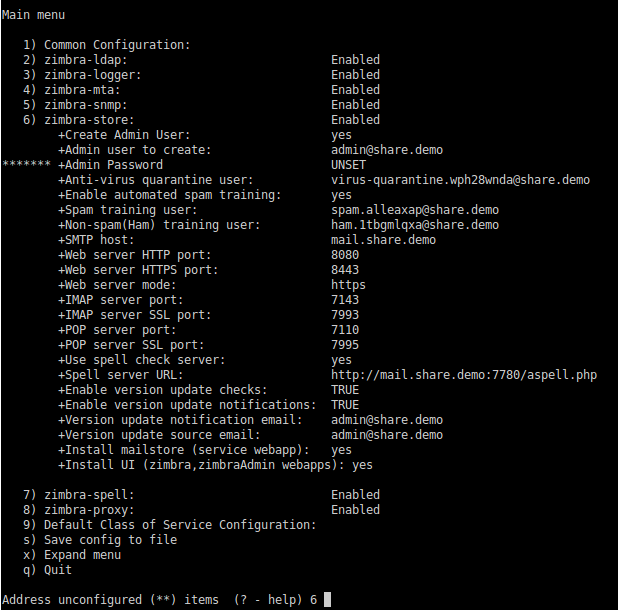 Main menu
1) Common Configuration:
2) zimbra-ldap: Enabled
3) zimbra-logger: Enabled
4) zimbra-mta: Enabled
5) zimbra-snmp: Enabled
6) zimbra-store: Enabled
+Create Admin User: yes
+Admin user to create: admin@share.demo
******* +Admin Password UNSET
+Anti-virus quarantine user: virus-quarantine.wph28wnda@share.demo
+Enable automated spam training: yes
+Spam training user: spam.alleaxap@share.demo
+Non-spam(Ham) training user: ham.1tbgmlqxa@share.demo
+SMTP host: mail.share.demo
+Web server HTTP port: 8080
+Web server HTTPS port: 8443
+Web server mode: https
+IMAP server port: 7143
+IMAP server SSL port: 7993
+POP server port: 7110
+POP server SSL port: 7995
+Use spell check server: yes
+Spell server URL: http://mail.share.demo:7780/aspell.php
+Enable version update checks: TRUE
+Enable version update notifications: TRUE
+Version update notification email: admin@share.demo
+Version update source email: admin@share.demo
+Install mailstore (service webapp): yes
+Install UI (zimbra,zimbraAdmin webapps): yes
7) zimbra-spell: Enabled
8) zimbra-proxy: Enabled
9) Default Class of Service Configuration:
s) Save config to file
x) Expand menu
q) Quit
Address unconfigured (**) items (? - help) 6